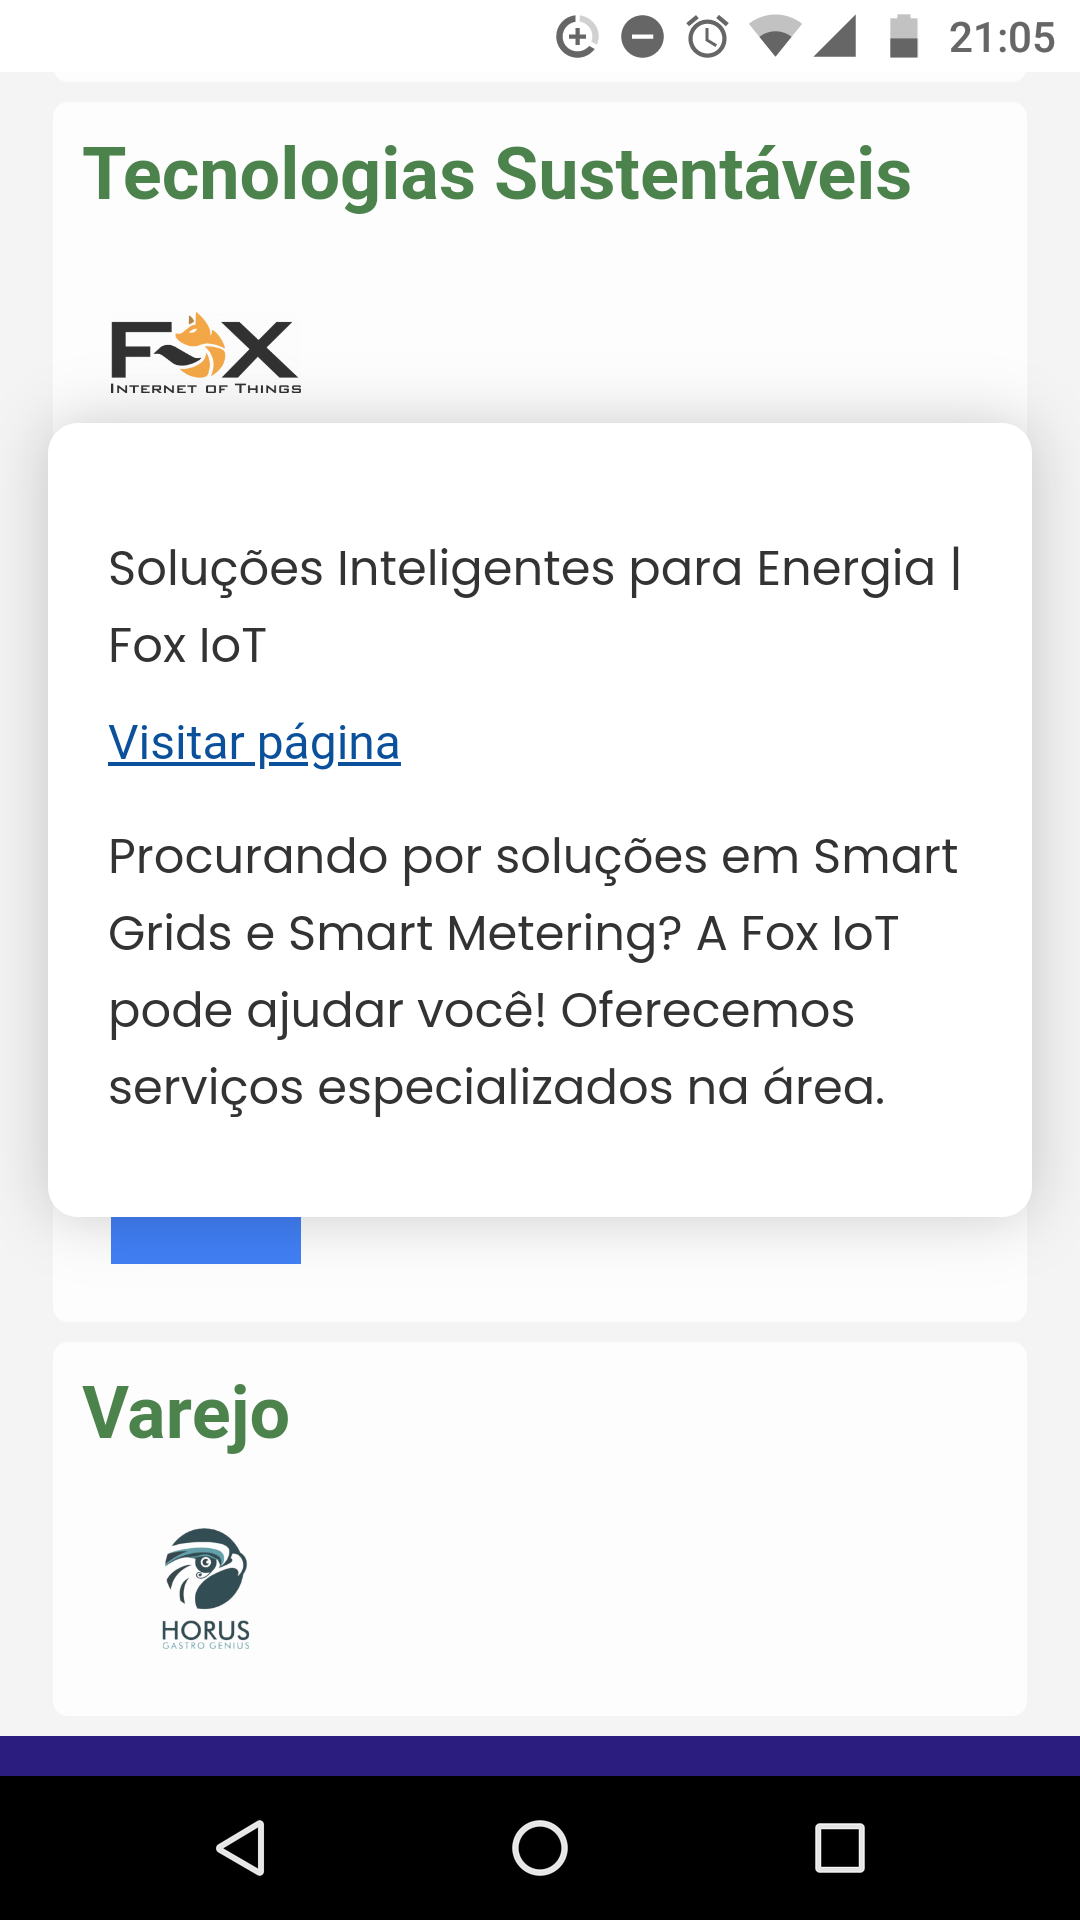 21:05
Tecnologias Sustentáveis
FOX
INTERNET OF THINGS
Soluções Inteligentes para Energia |
Fox IoT
Visitar página
Procurando por soluções em Smart
Grids e Smart Metering? A Fox IoT
pode ajudar você! Oferecemos
serviços especializados na área.
Varejo
HORUS
GASTRO GENIUS